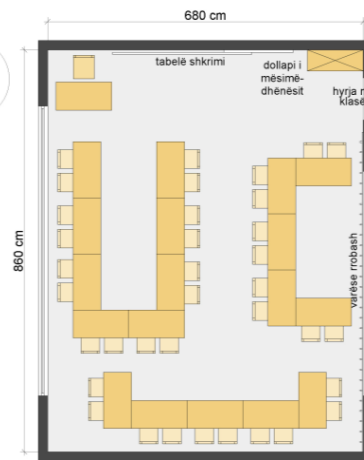 680 cm
tabelë shkrimi
dollapi i
mësimë-
dhënësit
hyrja
klasë
varëse rrobash
860 cm